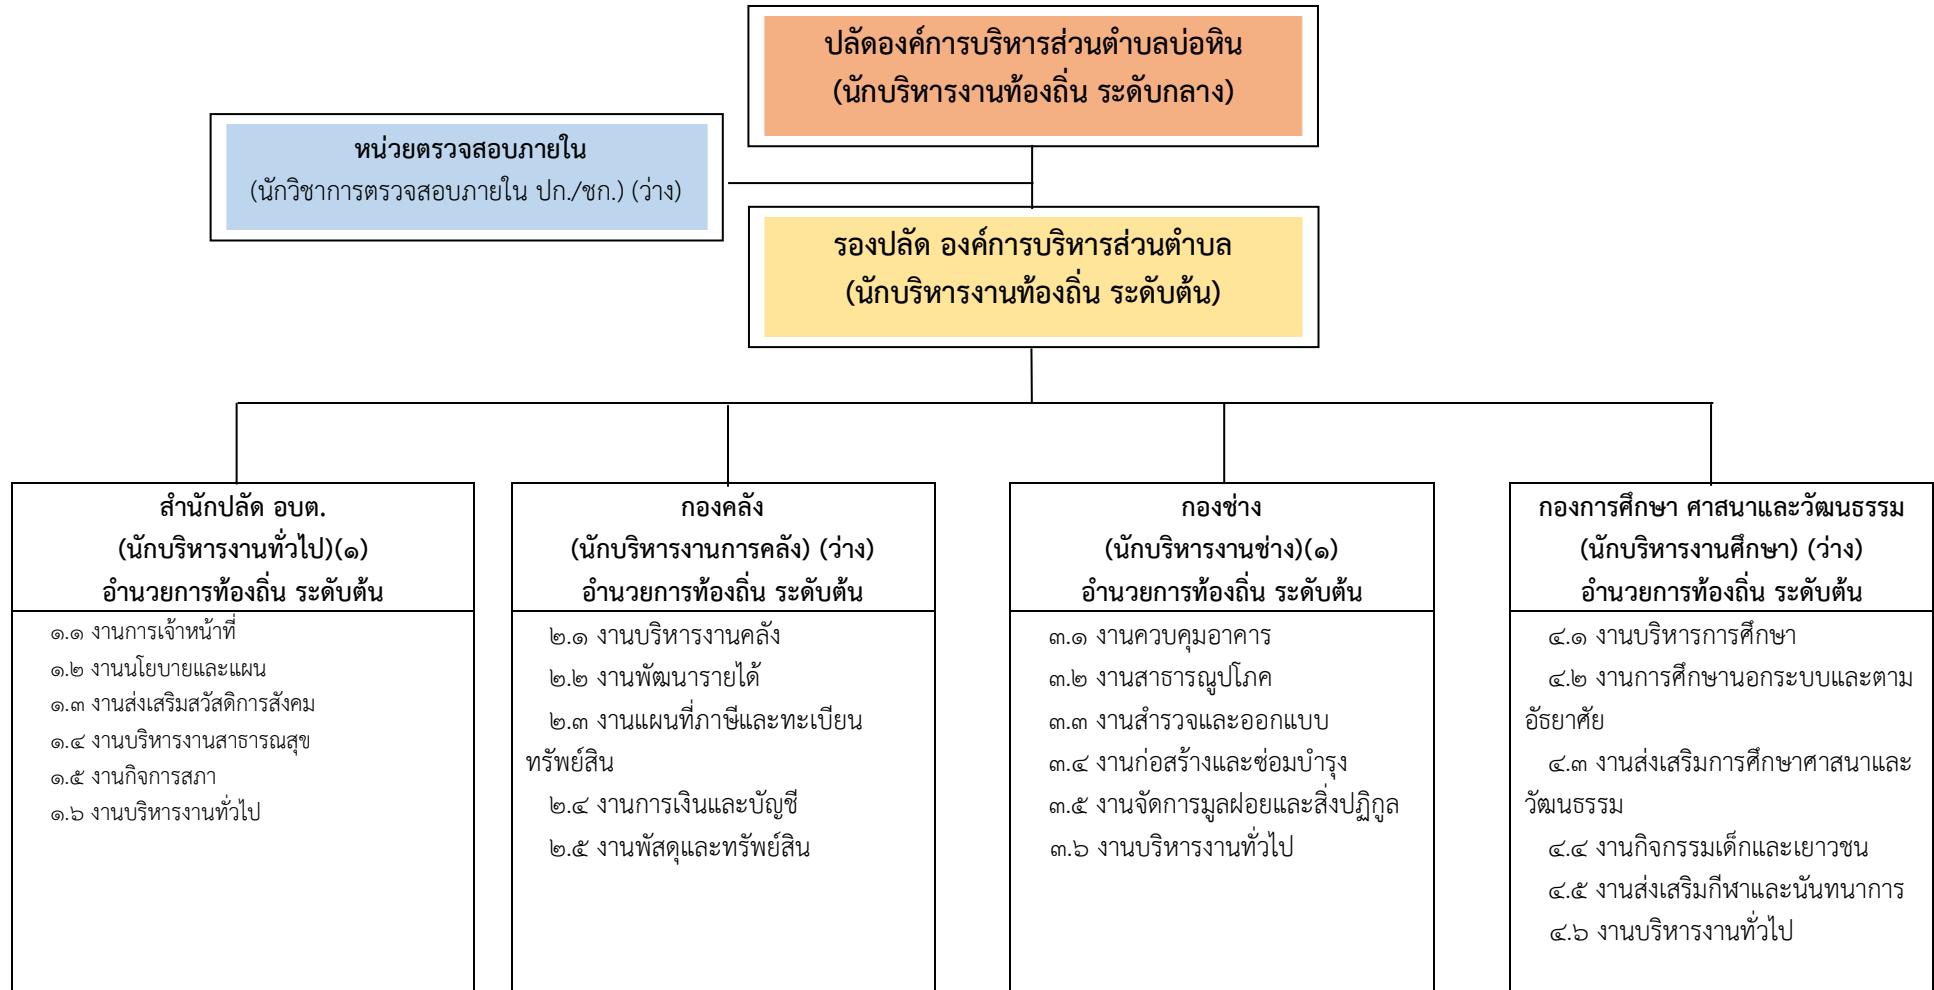 ปลัดองค์การบริหารส่วนตำบลบ่อหิน
(นักบริหารงานท้องถิ่น ระดับกลาง)
หน่วยตรวจสอบภายใน
(นักวิชาการตรวจสอบภายใน ปก./ชก.) (ว่าง)
รองปลัด องค์การบริหารส่วนตำบล
(นักบริหารงานท้องถิ่น ระดับต้น)
สำนักปลัด อบต.
(นักบริหารงานทั่วไป)(๑)
อำนวยการท้องถิ่น ระดับต้น
๑.๑ งานการเจ้าหน้าที่
๑.๒ งานนโยบายและแผน
๑.๓ งานส่งเสริมสวัสดิการสังคม
๑.๔ งานบริหารงานสาธารณสุข
๑.๕ งานกิจการสภา
๑.๖ งานบริหารงานทั่วไป
กองคลัง
(นักบริหารงานการคลัง) (ว่าง)
อำนวยการท้องถิ่น ระดับต้น
๒.๑ งานบริหารงานคลัง
๒.๒ งานพัฒนารายได้
๒.๓ งานแผนที่ภาษีและทะเบียน
ทรัพย์สิน
๒.๔ งานการเงินและบัญชี
๒.๕ งานพัสดุและทรัพย์สิน
กองช่าง
(นักบริหารงานช่าง)(๑)
อำนวยการท้องถิ่น ระดับต้น
๓.๑ งานควบคุมอาคาร
๓.๒ งานสาธารณูปโภค
๓.๓ งานสำรวจและออกแบบ
๓.๔ งานก่อสร้างและซ่อมบำรุง
๓.๕ งานจัดการมูลฝอยและสิ่งปฏิกูล
๓.๖ งานบริหารงานทั่วไป
กองการศึกษา ศาสนาและวัฒนธรรม
(นักบริหารงานศึกษา) (ว่าง)
อำนวยการท้องถิ่น ระดับต้น
๔.๑ งานบริหารการศึกษา
๔.๒ งานการศึกษานอกระบบและตาม
อัธยาศัย
๔.๓ งานส่งเสริมการศึกษาศาสนาและ
วัฒนธรรม
๔.๔ งานกิจกรรมเด็กและเยาวชน
๔.๕ งานส่งเสริมกีฬาและนันทนาการ
๔.๖ งานบริหารงานทั่วไป